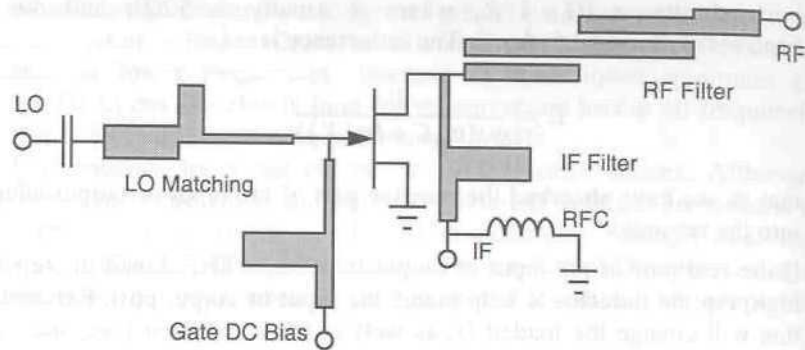 RF
RF Filter
LO
LO Matching
IF Filter
RFC
IF
Gate DC Bias